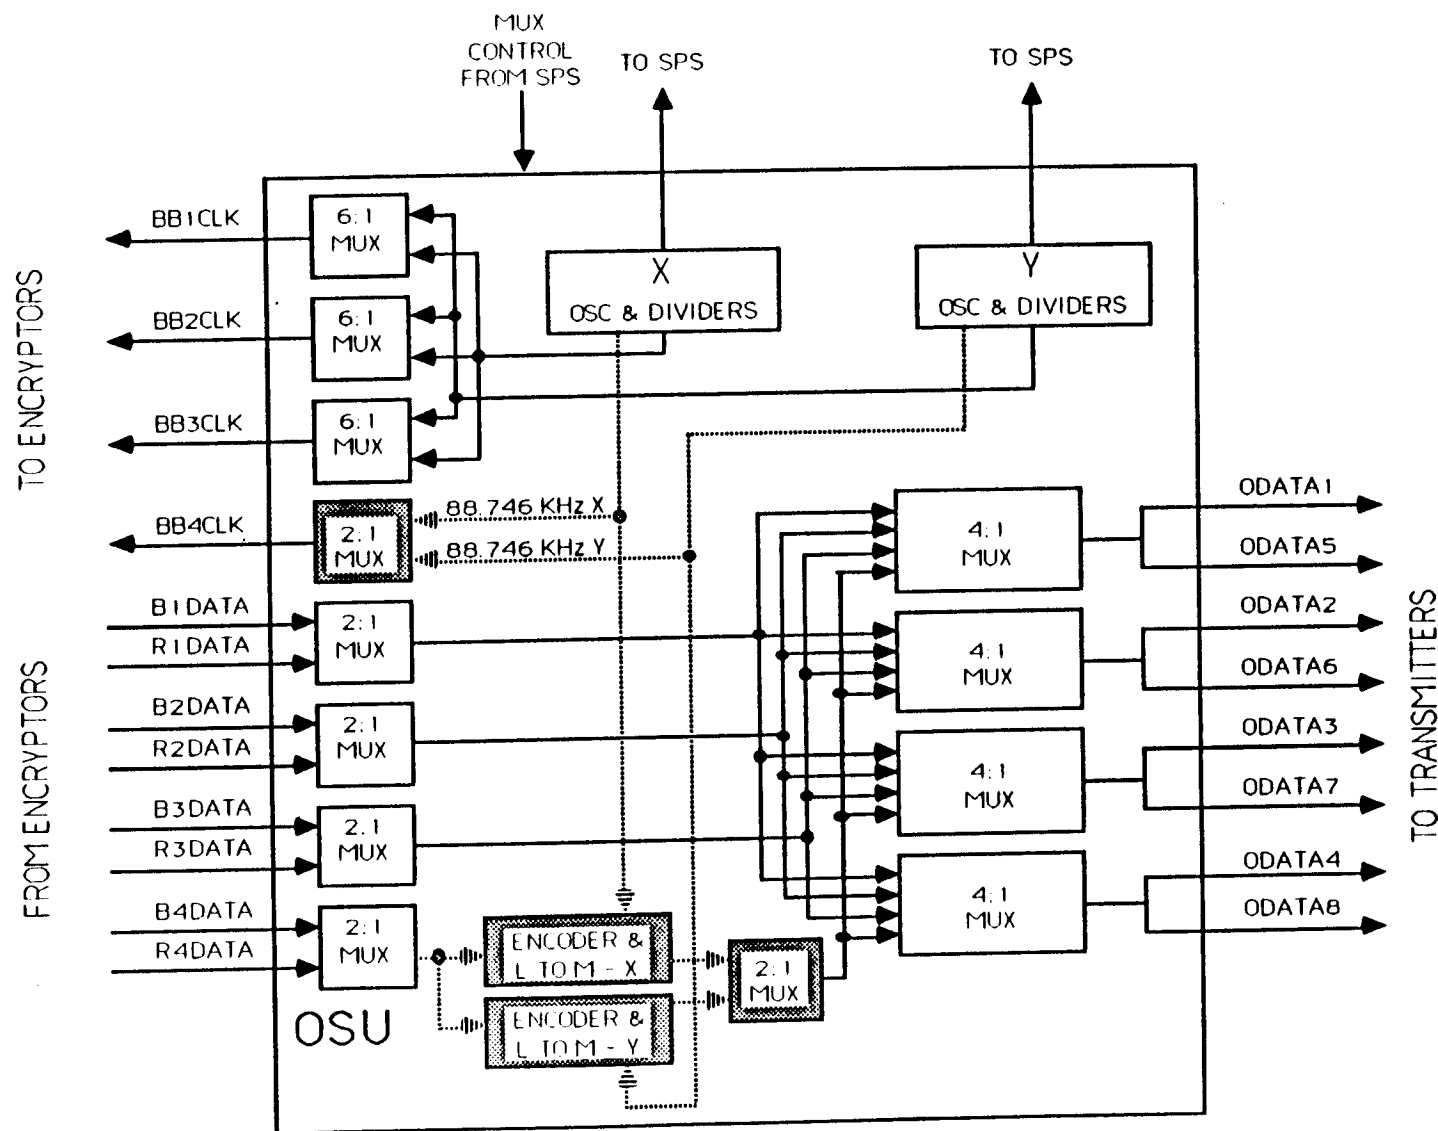 MUX
CONTROL
FROM SPS
TO SPS
TO SPS
BB1CLK
6:1
MUX
X
OSC & DIVIDERS
Y
OSC & DIVIDERS
BB2CLK
6:1
MUX
BB3CLK
6:1
MUX
TO ENCRYPTORS
BB4CLK
2:1
MUX
88.746 KHz X
88.746 KHz Y
B1DATA
R1DATA
2:1
MUX
B2DATA
R2DATA
2:1
MUX
B3DATA
R3DATA
2.1
MUX
B4DATA
R4DATA
2:1
MUX
FROM ENCRYPTORS
ENCODER &
L TO M - X
ENCODER &
L TO M - Y
2:1
MUX
OSU
4:1
MUX
4:1
MUX
4:1
MUX
4:1
MUX
ODATA1
ODATA5
ODATA2
ODATA6
ODATA3
ODATA7
ODATA4
ODATA8
TO TRANSMITTERS